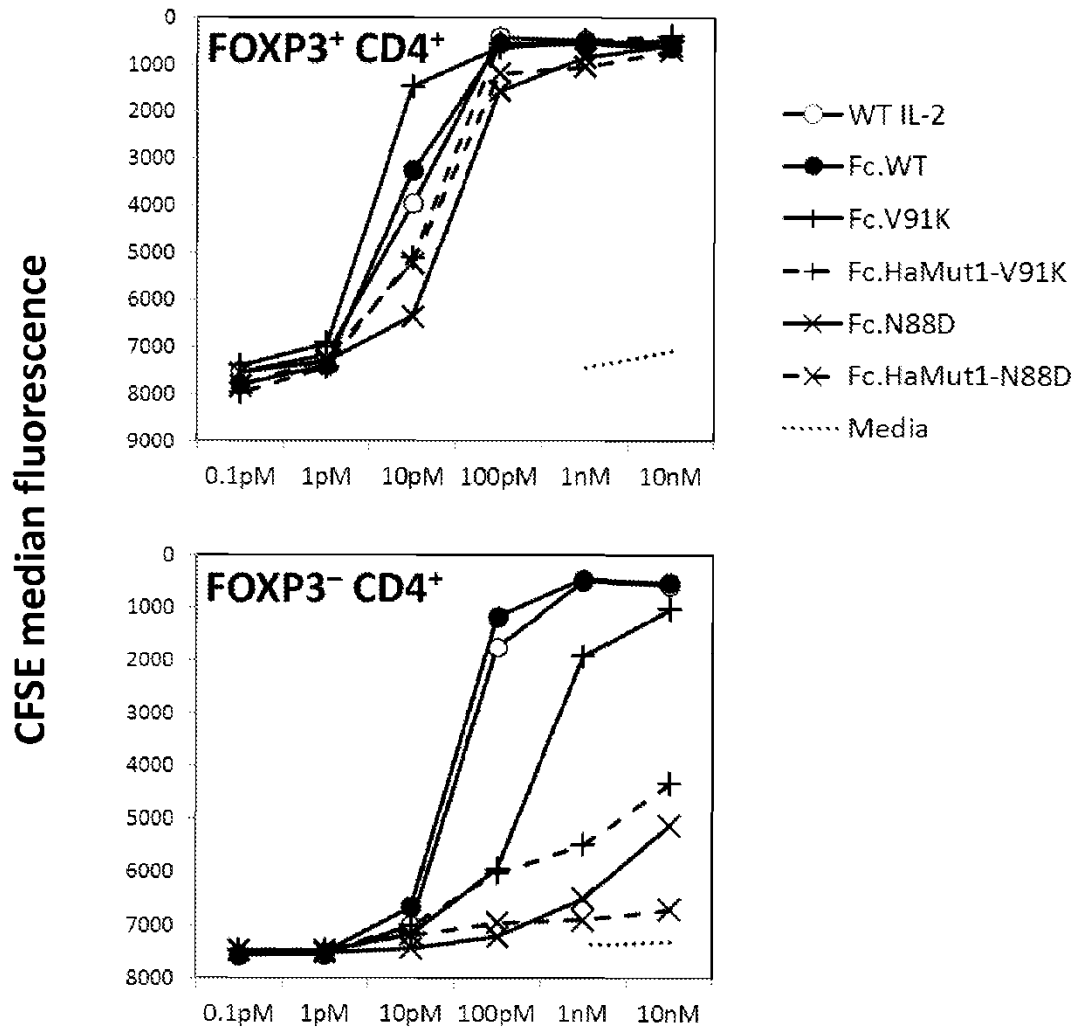 CFSE median fluorescence
FOXP3⁺ CD4⁺
0
1000
2000
3000
4000
5000
6000
7000
8000
9000
0.1pM 1pM 10pM 100pM 1nM 10nM
WT IL-2
Fc.WT
Fc.V91K
Fc.HaMut1-V91K
Fc.N88D
Fc.HaMut1-N88D
Media
FOXP3⁻ CD4⁺
0
1000
2000
3000
4000
5000
6000
7000
8000
0.1pM 1pM 10pM 100pM 1nM 10nM